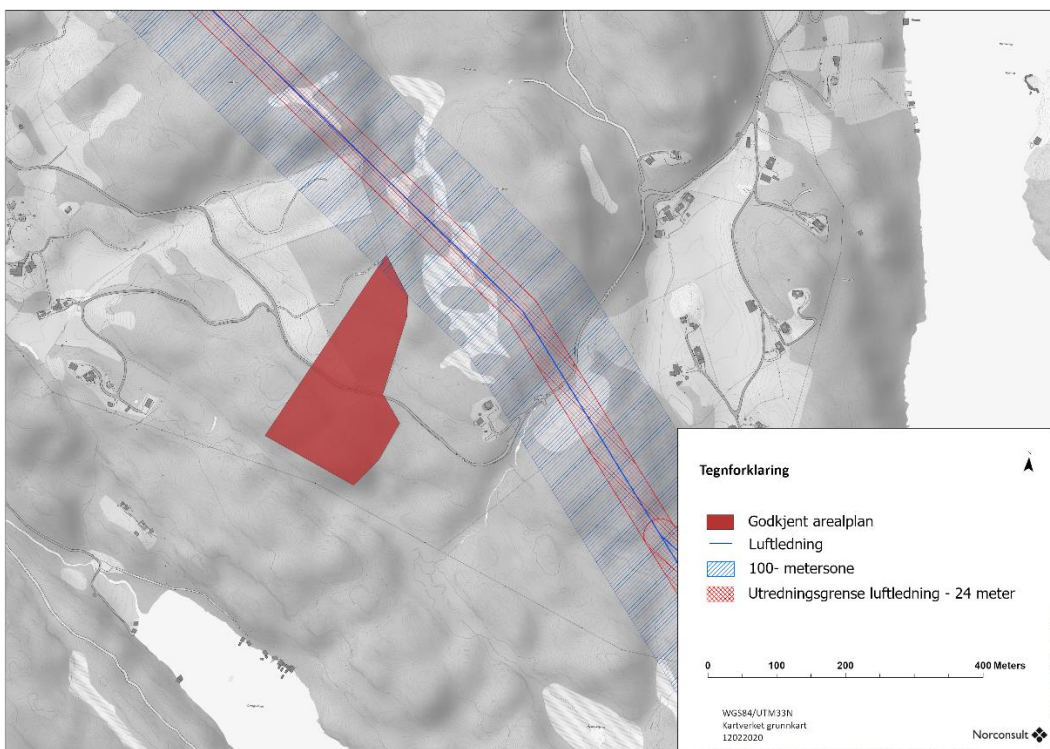 Tegnforklaring
N
Godkjent arealplan
Luftledning
100- metersone
Utredningsgrense luftledning - 24 meter
0 100 200 400 Meters
WGS84/UTM33N
Kartverket grunnkart
12022020
Norconsult